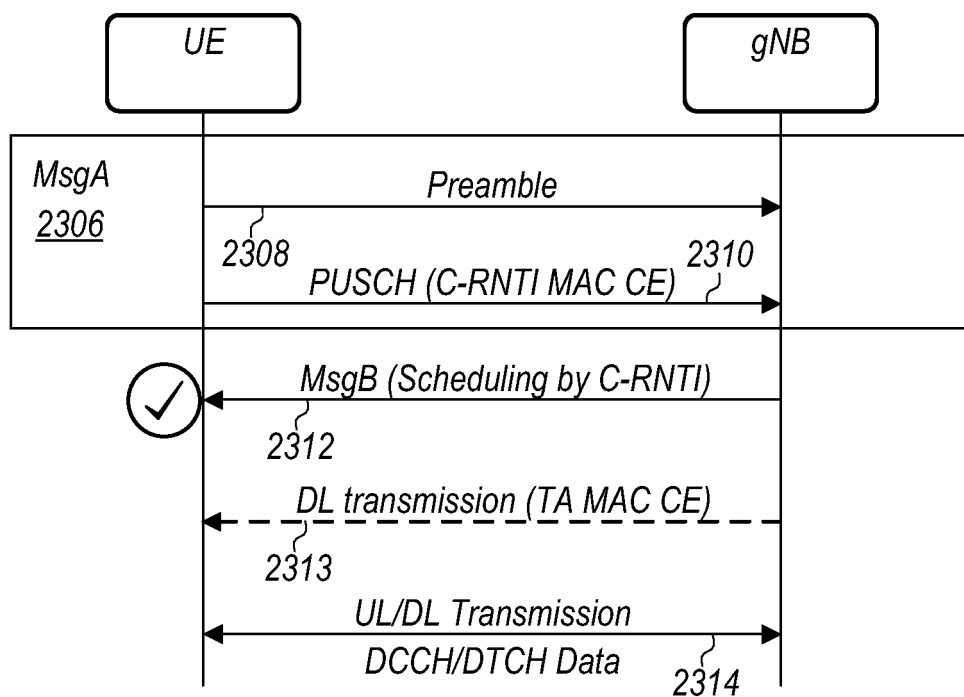 UE
gNB
MsgA
2306
Preamble
2308
2310
PUSCH (C-RNTI MAC CE)
MsgB (Scheduling by C-RNTI)
2312
DL transmission (TA MAC CE)
2313
UL/DL Transmission
DCCH/DTCH Data
2314